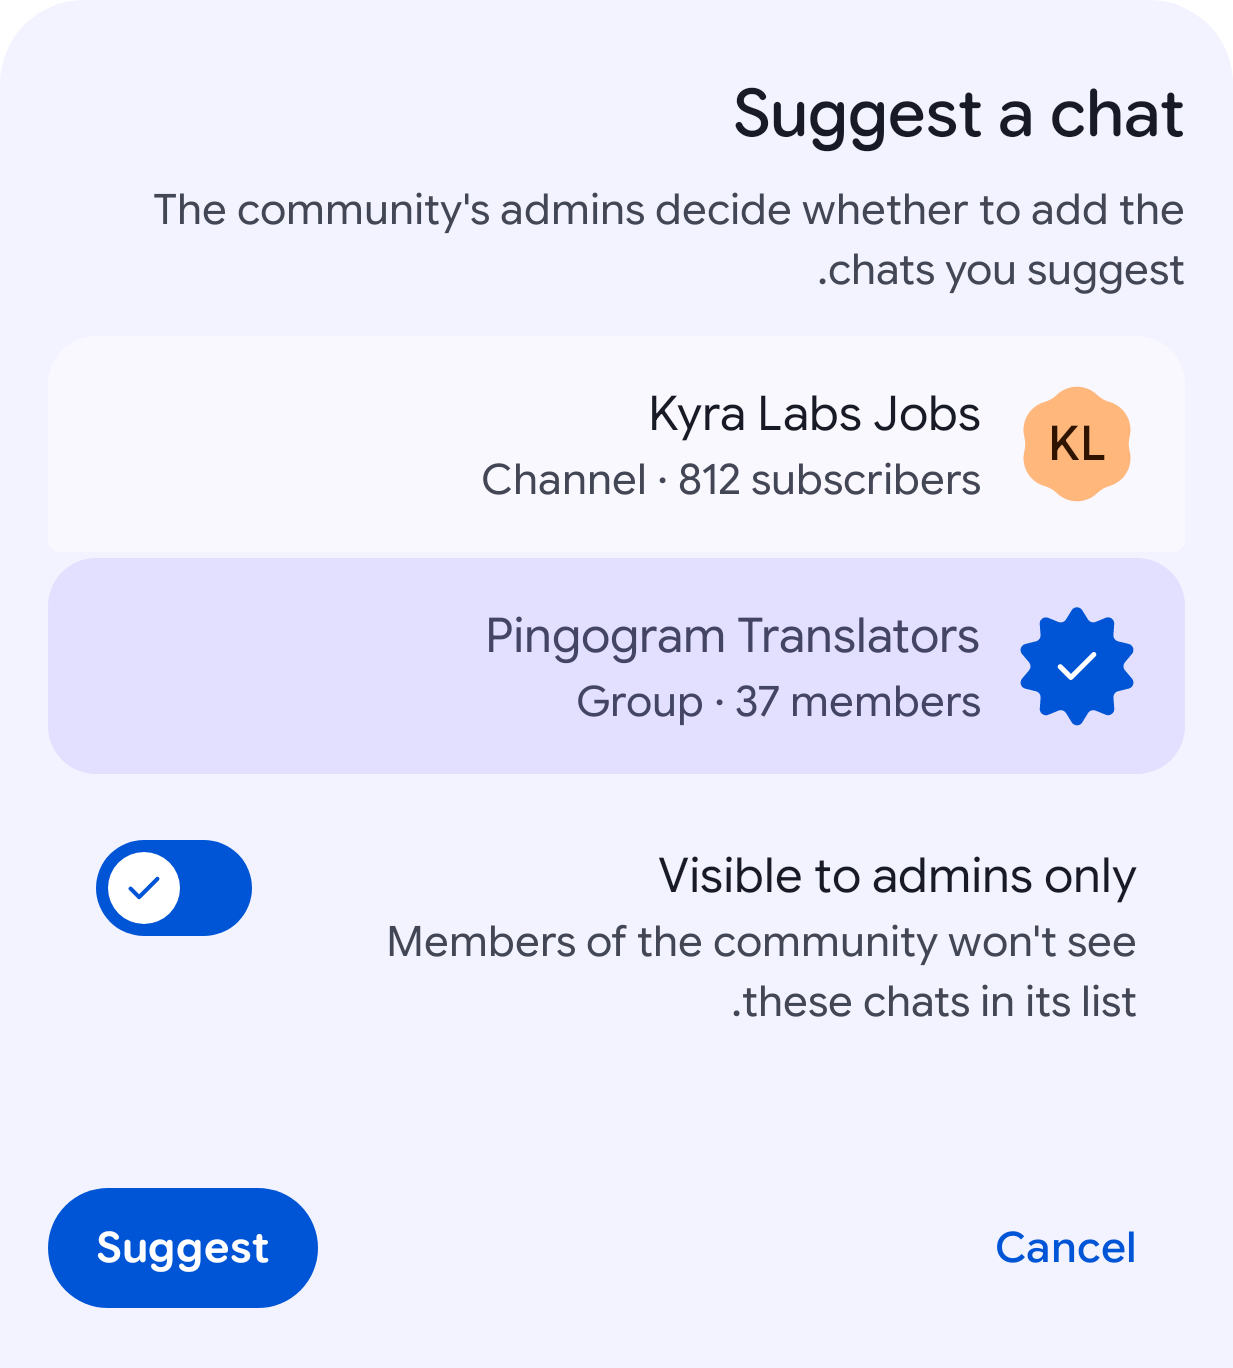 Suggest a chat
The community's admins decide whether to add the
.chats you suggest
KL
Kyra Labs Jobs
Channel · 812 subscribers
Pingogram Translators
Group · 37 members
Visible to admins only
Members of the community won't see
.these chats in its list
Cancel
Suggest